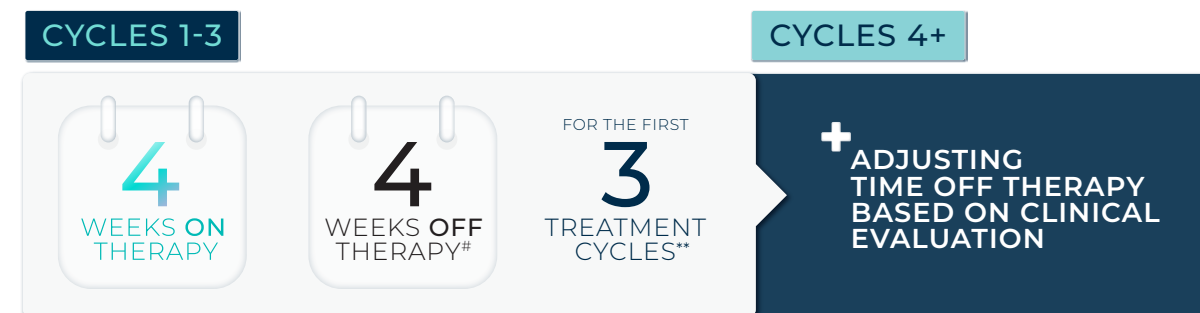 CYCLES 1-3
CYCLES 4+
4
WEEKS ON
THERAPY
4
WEEKS OFF
THERAPY#
FOR THE FIRST
3
TREATMENT
CYCLES**
+
ADJUSTING
TIME OFF THERAPY
BASED ON CLINICAL
EVALUATION